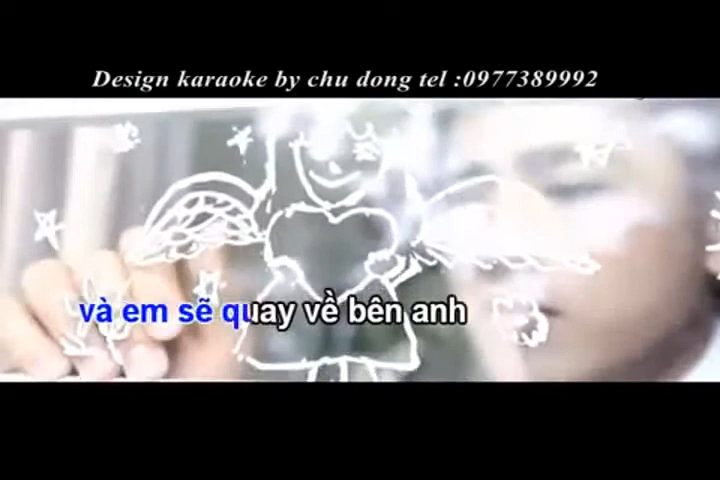 Design karaoke by chu dong tel :0977389992
và em sẽ quay về bên anh